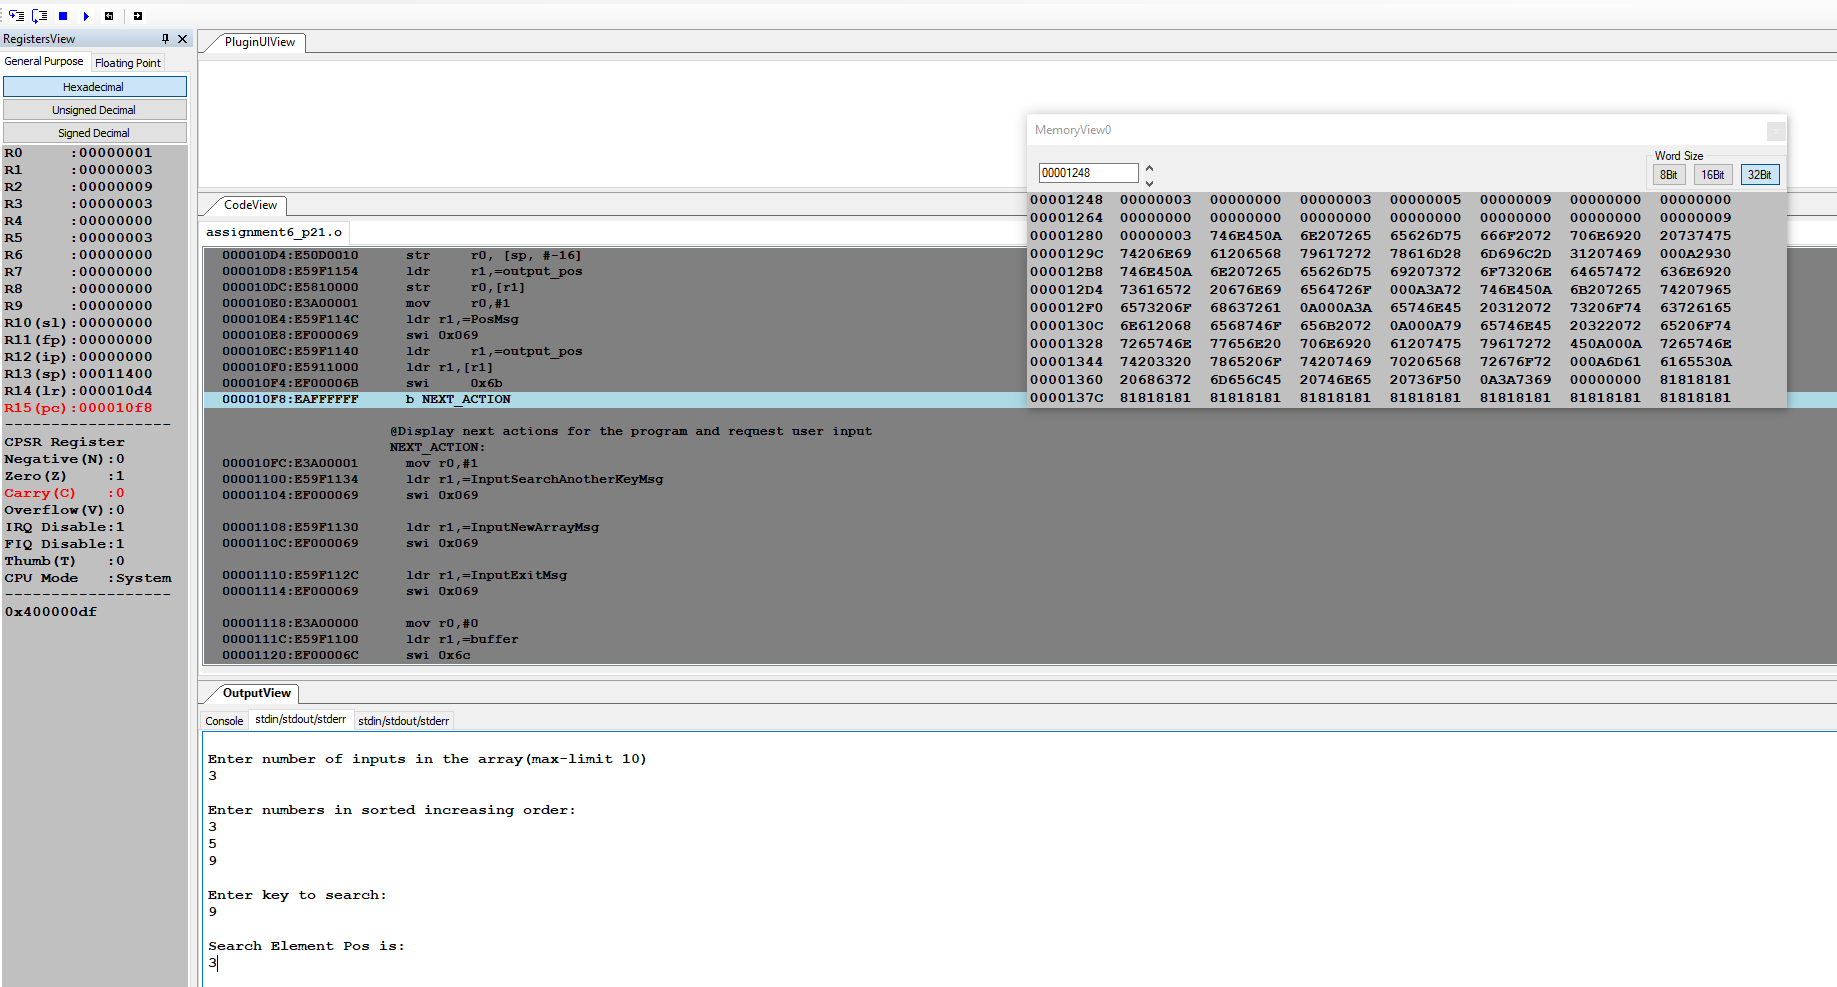 RegistersView
General Purpose
Floating Point
Hexadecimal
Unsigned Decimal
Signed Decimal
R0     :00000001
R1     :00000003
R2     :00000009
R3     :00000003
R4     :00000000
R5     :00000003
R6     :00000000
R7     :00000000
R8     :00000000
R9     :00000000
R10(sl):00000000
R11(fp):00000000
R12(ip):00000000
R13(sp):00011400
R14(lr):000010d4
R15(pc):000010f8
------------------
CPSR Register
Negative(N):0
Zero(Z)    :1
Carry(C)   :0
Overflow(V):0
IRQ Disable:1
FIQ Disable:1
Thumb(T)   :0
CPU Mode   :System
------------------
0x400000df
PluginUIView
MemoryView0
00001248
Word Size
8Bit 16Bit 32Bit
00001248 00000003 00000000 00000003 00000005 00000009 00000000 00000000
00001264 00000000 00000000 00000000 00000000 00000000 00000000 00000009
00001280 00000003 746E450A 6E207265 65626D75 666F2072 706E6920 20737475
0000129C 74206E69 61206568 79617272 78616D28 6D696C2D 31207469 000A2930
000012B8 746E450A 6E207265 65626D75 69207372 6F73206E 64657472 636E6920
000012D4 73616572 20676E69 6564726F 000A3A72 746E450A 6B207265 74207965
000012F0 6573206F 68637261 0A000A3A 65746E45 20312072 73206F74 63726165
0000130C 6E612068 6568746F 656B2072 0A000A79 65746E45 20322072 65206F74
00001328 7265746E 77656E20 706E6920 61207475 79617272 450A000A 7265746E
00001344 74203320 7865206F 74207469 70206568 72676F72 000A6D61 6165530A
00001360 20686372 6D656C45 20746E65 20736F50 0A3A7369 00000000 81818181
0000137C 81818181 81818181 81818181 81818181 81818181 81818181 81818181
CodeView
assignment6_p21.o
000010D4:E50D0010      str     r0, [sp, #-16]
000010D8:E59F1154      ldr     r1,=output_pos
000010DC:E5810000      str     r0,[r1]
000010E0:E3A00001      mov     r0,#1
000010E4:E59F114C      ldr r1,=PosMsg
000010E8:EF000069      swi 0x069
000010EC:E59F1140      ldr     r1,=output_pos
000010F0:E5911000      ldr r1,[r1]
000010F4:EF00006B      swi     0x6b
000010F8:EAFFFFFF      b NEXT_ACTION
@Display next actions for the program and request user input
NEXT_ACTION:
000010FC:E3A00001      mov r0,#1
00001100:E59F1134      ldr r1,=InputSearchAnotherKeyMsg
00001104:EF000069      swi 0x069
00001108:E59F1130      ldr r1,=InputNewArrayMsg
0000110C:EF000069      swi 0x069
00001110:E59F112C      ldr r1,=InputExitMsg
00001114:EF000069      swi 0x069
00001118:E3A00000      mov r0,#0
0000111C:E59F1100      ldr r1,=buffer
00001120:EF00006C      swi 0x6c
OutputView
Console stdin/stdout/stderr stdin/stdout/stderr
Enter number of inputs in the array(max-limit 10)
3
Enter numbers in sorted increasing order:
3
5
9
Enter key to search:
9
Search Element Pos is:
3